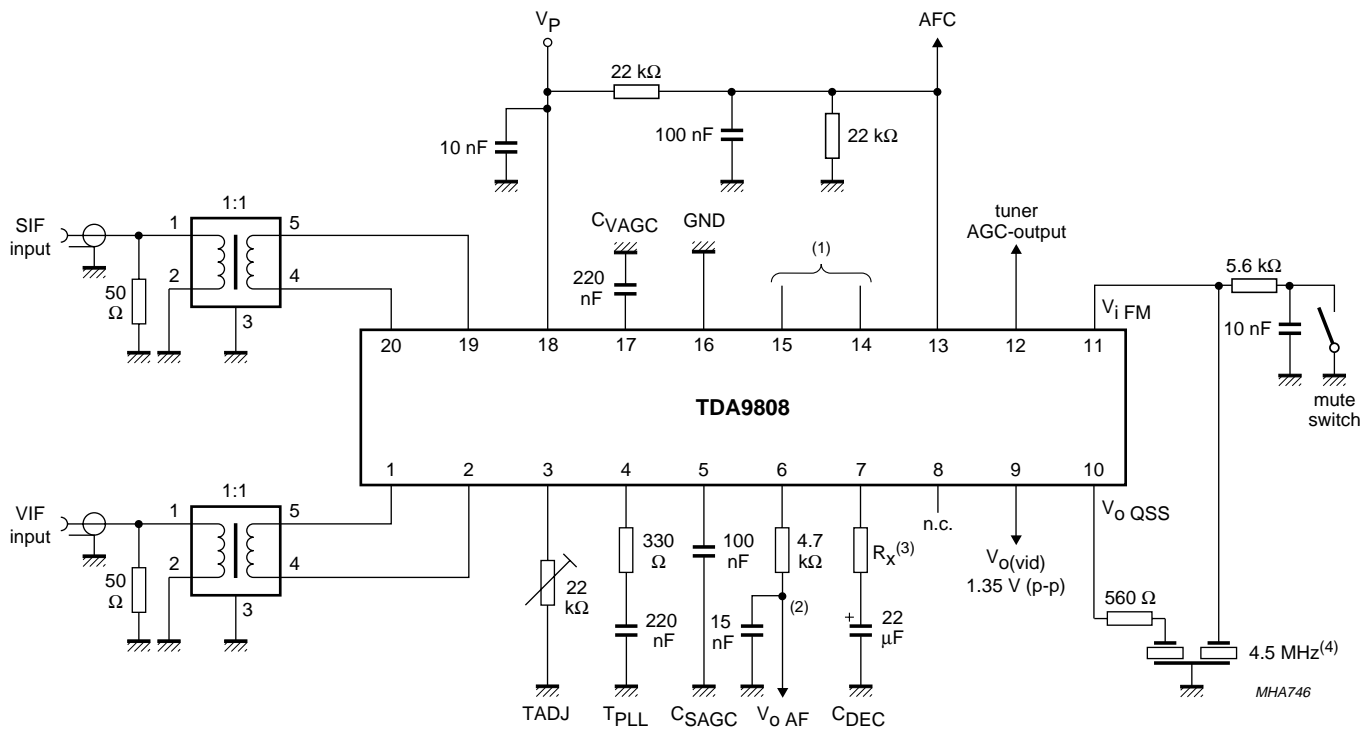 VP
AFC
22 kΩ
10 nF
100 nF
22 kΩ
SIF
input
1:1
1
5
2
4
3
50
Ω
CVAGC
GND
220
nF
(1)
tuner
AGC-output
5.6 kΩ
Vi FM
10 nF
mute
switch
20
19
18
17
16
15
14
13
12
11
TDA9808
1
2
3
4
5
6
7
8
9
10
VIF
input
1:1
1
5
2
4
3
50
Ω
22
kΩ
330
Ω
220
nF
100
nF
4.7
kΩ
15
nF
(2)
Rx(3)
+
22
μF
n.c.
Vo(vid)
1.35 V (p-p)
Vo QSS
560 Ω
4.5 MHz(4)
MHA746
TADJ
TPLL
CSAGC
Vo AF
CDEC